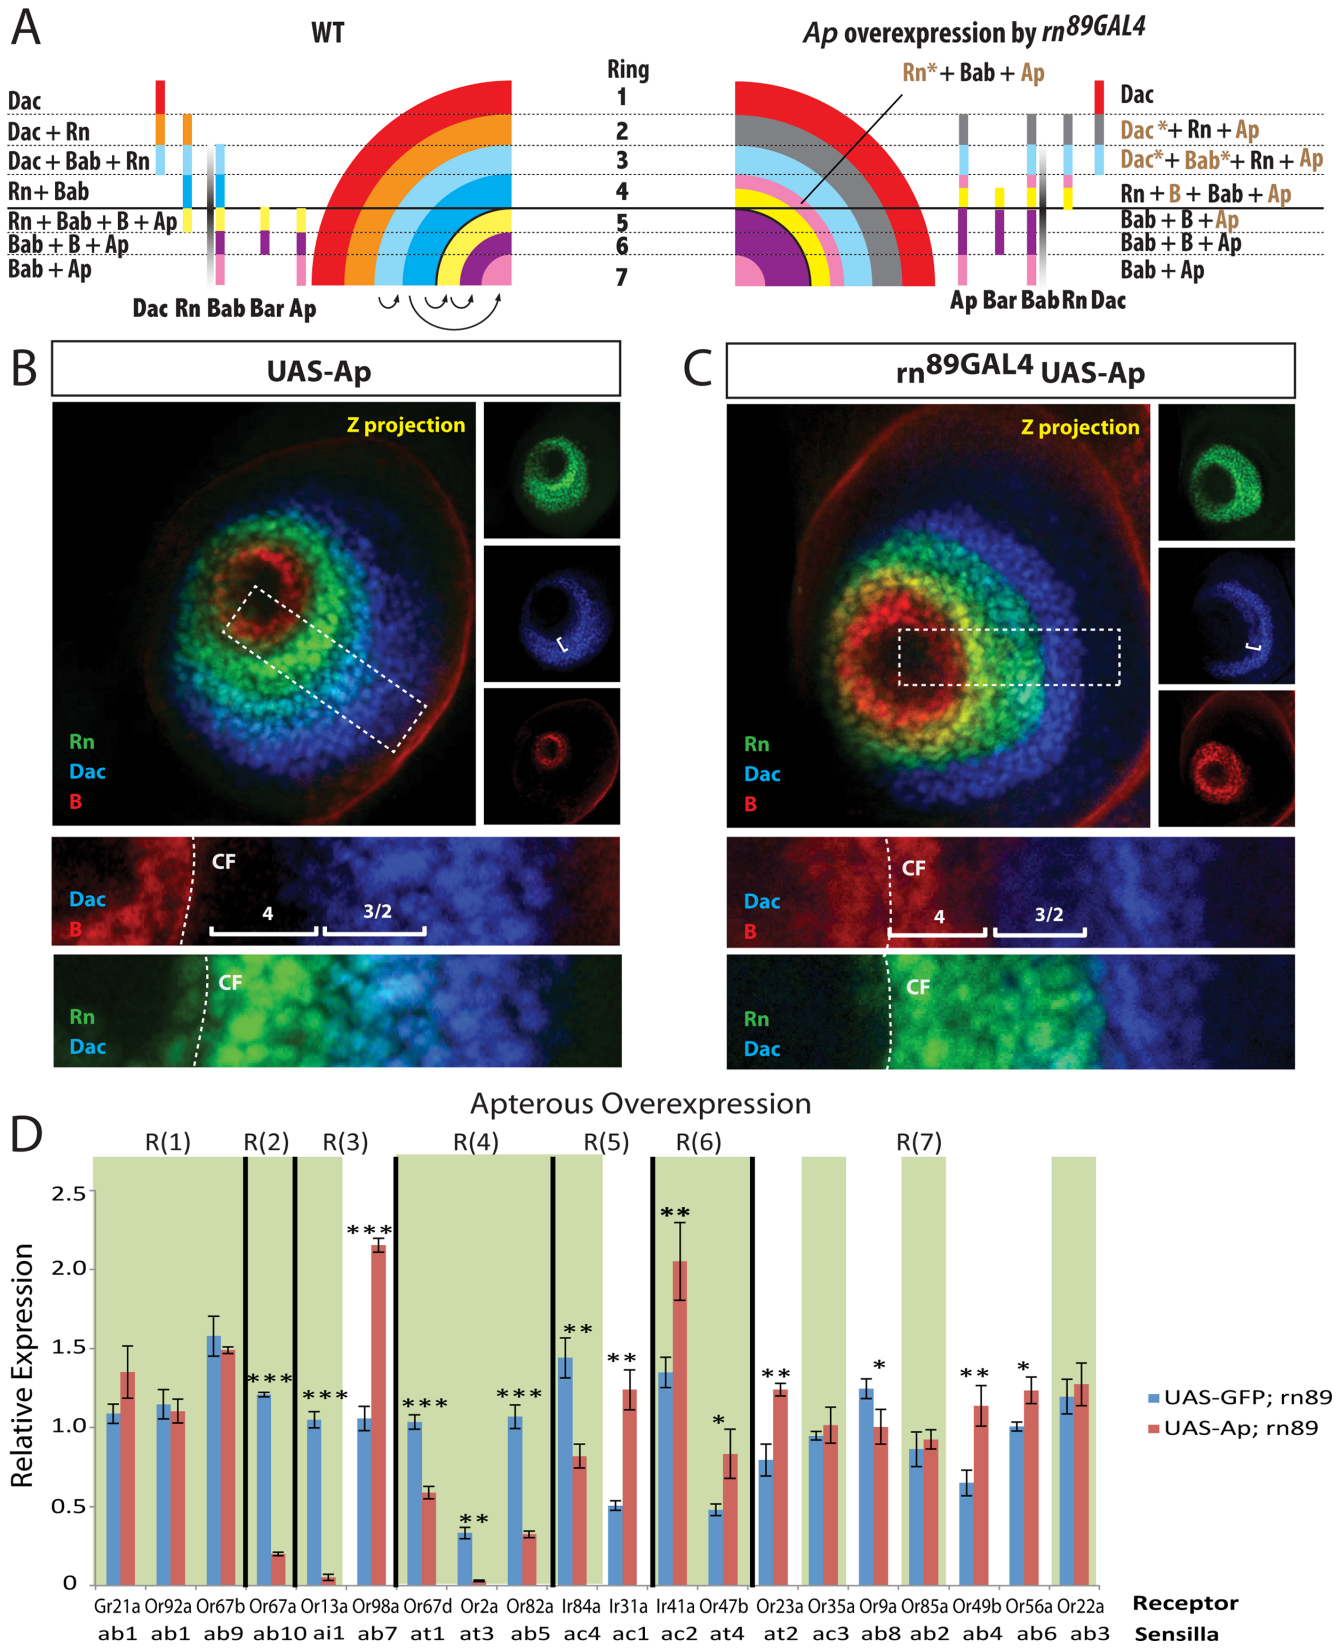 A
WT
Ap overexpression by rn89GAL4
Ring
Rn* + Bab + Ap
Dac
1
Dac
Dac + Rn
2
Dac * + Rn + Ap
Dac + Bab + Rn
3
Dac* + Bab* + Rn + Ap
Rn + Bab
4
Rn + B + Bab + Ap
Rn + Bab + B + Ap
5
Bab + B + Ap
Bab + B + Ap
6
Bab + B + Ap
Bab + Ap
7
Bab + Ap
Dac Rn Bab Bar Ap
Ap Bar Bab Rn Dac
B
UAS-Ap
Z projection
Rn
Dac
B
CF
Dac
B
4
3/2
CF
Rn
Dac
C
rn89GAL4 UAS-Ap
Z projection
Rn
Dac
B
CF
Dac
B
4
3/2
CF
Rn
Dac
D
Apterous Overexpression
R(1) R(2) R(3) R(4) R(5) R(6) R(7)
Relative Expression
2.5
2.0
1.5
1.0
0.5
0
*** *** *** *** ** *** ** ** ** * ** * ** *
UAS-GFP; rn89
UAS-Ap; rn89
Gr21a Or92a Or67b Or67a Or13a Or98a Or67d Or2a Or82a Ir84a Ir31a Ir41a Or47b Or23a Or35a Or9a Or85a Or49b Or56a Or22a Receptor
ab1 ab1 ab9 ab10 ai1 ab7 at1 at3 ab5 ac4 ac1 ac2 at4 at2 ac3 ab8 ab2 ab4 ab6 ab3 Sensilla